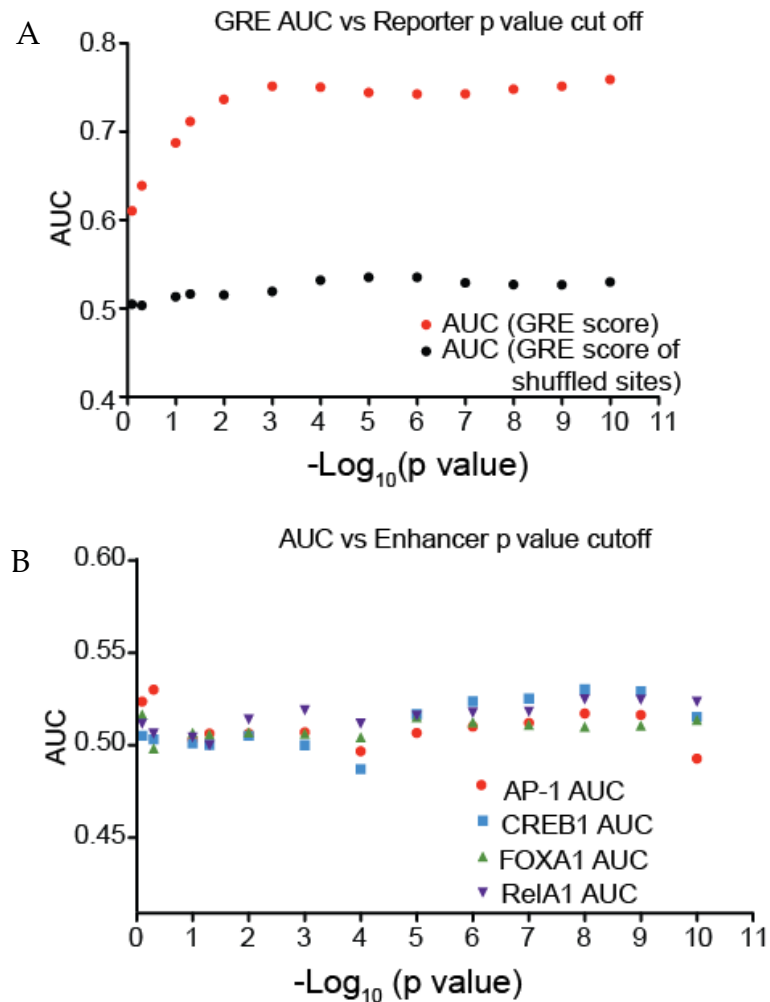 A
GRE AUC vs Reporter p value cut off
0.8
0.7
0.6
0.5
0.4
AUC
AUC (GRE score)
AUC (GRE score of
shuffled sites)
0 1 2 3 4 5 6 7 8 9 10 11
-Log10(p value)
B
AUC vs Enhancer p value cutoff
0.60
0.55
0.50
0.45
AUC
AP-1 AUC
CREB1 AUC
FOXA1 AUC
RelA1 AUC
0 1 2 3 4 5 6 7 8 9 10 11
-Log10 (p value)